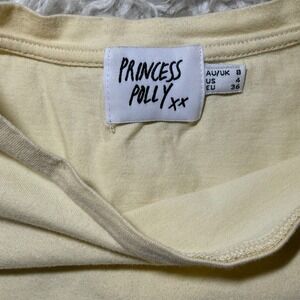 PRINCESS
POLLY xx
AU/UK 8
US 4
EU 36